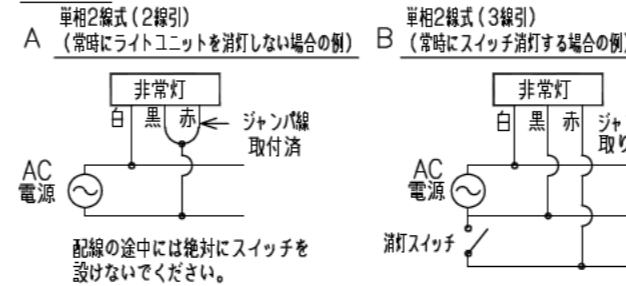 A
単相2線式(2線引)
(常時にライトユニットを消灯しない場合の例)
非常灯
白 黒 赤
ジャンパ線
取付済
AC
電源
配線の途中には絶対にスイッチを
設けないでください。
B
単相2線式(3線引)
(常時にスイッチ消灯する場合の例)
非常灯
白 黒 赤
ジャ
取り
AC
電源
消灯スイッチ